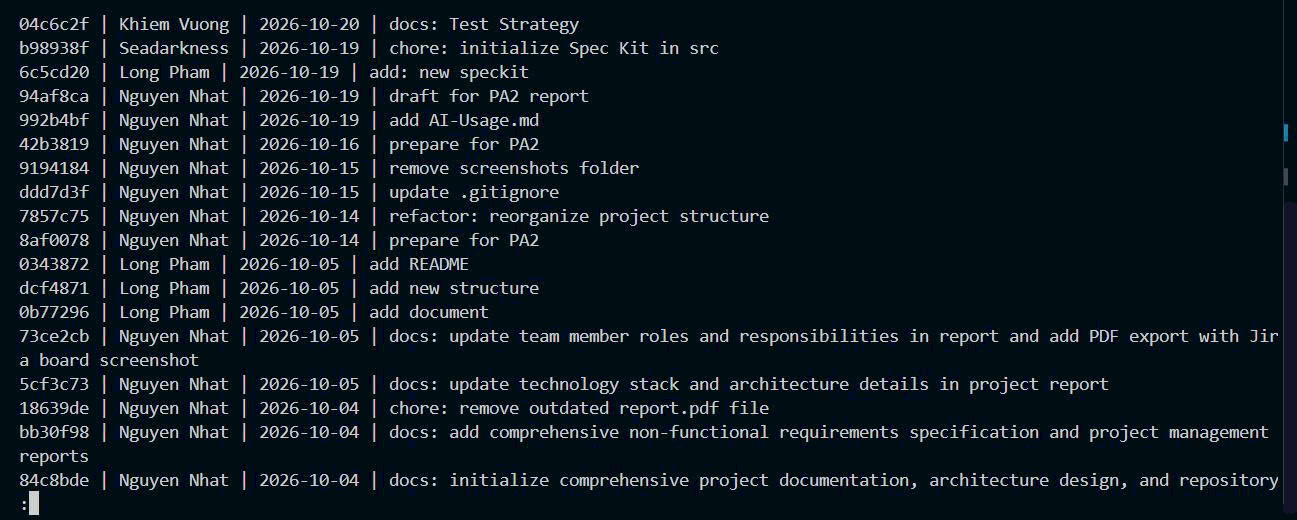 04c6c2f | Khiem Vuong | 2026-10-20 | docs: Test Strategy
b98938f | Seadarkness | 2026-10-19 | chore: initialize Spec Kit in src
6c5cd20 | Long Pham | 2026-10-19 | add: new speckit
94af8ca | Nguyen Nhat | 2026-10-19 | draft for PA2 report
992b4bf | Nguyen Nhat | 2026-10-19 | add AI-Usage.md
42b3819 | Nguyen Nhat | 2026-10-16 | prepare for PA2
9194184 | Nguyen Nhat | 2026-10-15 | remove screenshots folder
ddd7d3f | Nguyen Nhat | 2026-10-15 | update .gitignore
7857c75 | Nguyen Nhat | 2026-10-14 | refactor: reorganize project structure
8af0078 | Nguyen Nhat | 2026-10-14 | prepare for PA2
0343872 | Long Pham | 2026-10-05 | add README
dcf4871 | Long Pham | 2026-10-05 | add new structure
0b77296 | Long Pham | 2026-10-05 | add document
73ce2cb | Nguyen Nhat | 2026-10-05 | docs: update team member roles and responsibilities in report and add PDF export with Jir
a board screenshot
5cf3c73 | Nguyen Nhat | 2026-10-05 | docs: update technology stack and architecture details in project report
18639de | Nguyen Nhat | 2026-10-04 | chore: remove outdated report.pdf file
bb30f98 | Nguyen Nhat | 2026-10-04 | docs: add comprehensive non-functional requirements specification and project management
reports
84c8bde | Nguyen Nhat | 2026-10-04 | docs: initialize comprehensive project documentation, architecture design, and repository
: